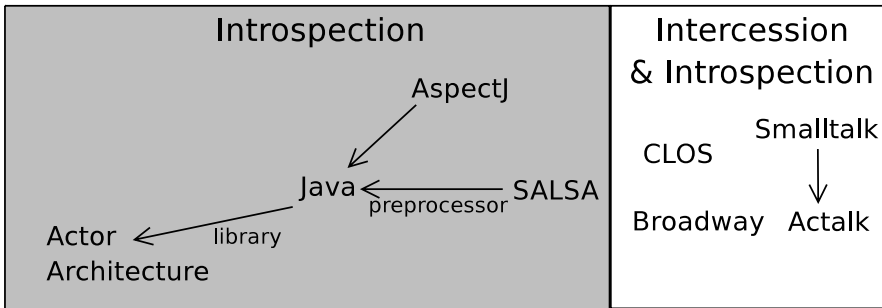 Introspection
AspectJ
Java
preprocessor
SALSA
library
Actor
Architecture
Intercession
& Introspection
Smalltalk
CLOS
Broadway
Actalk